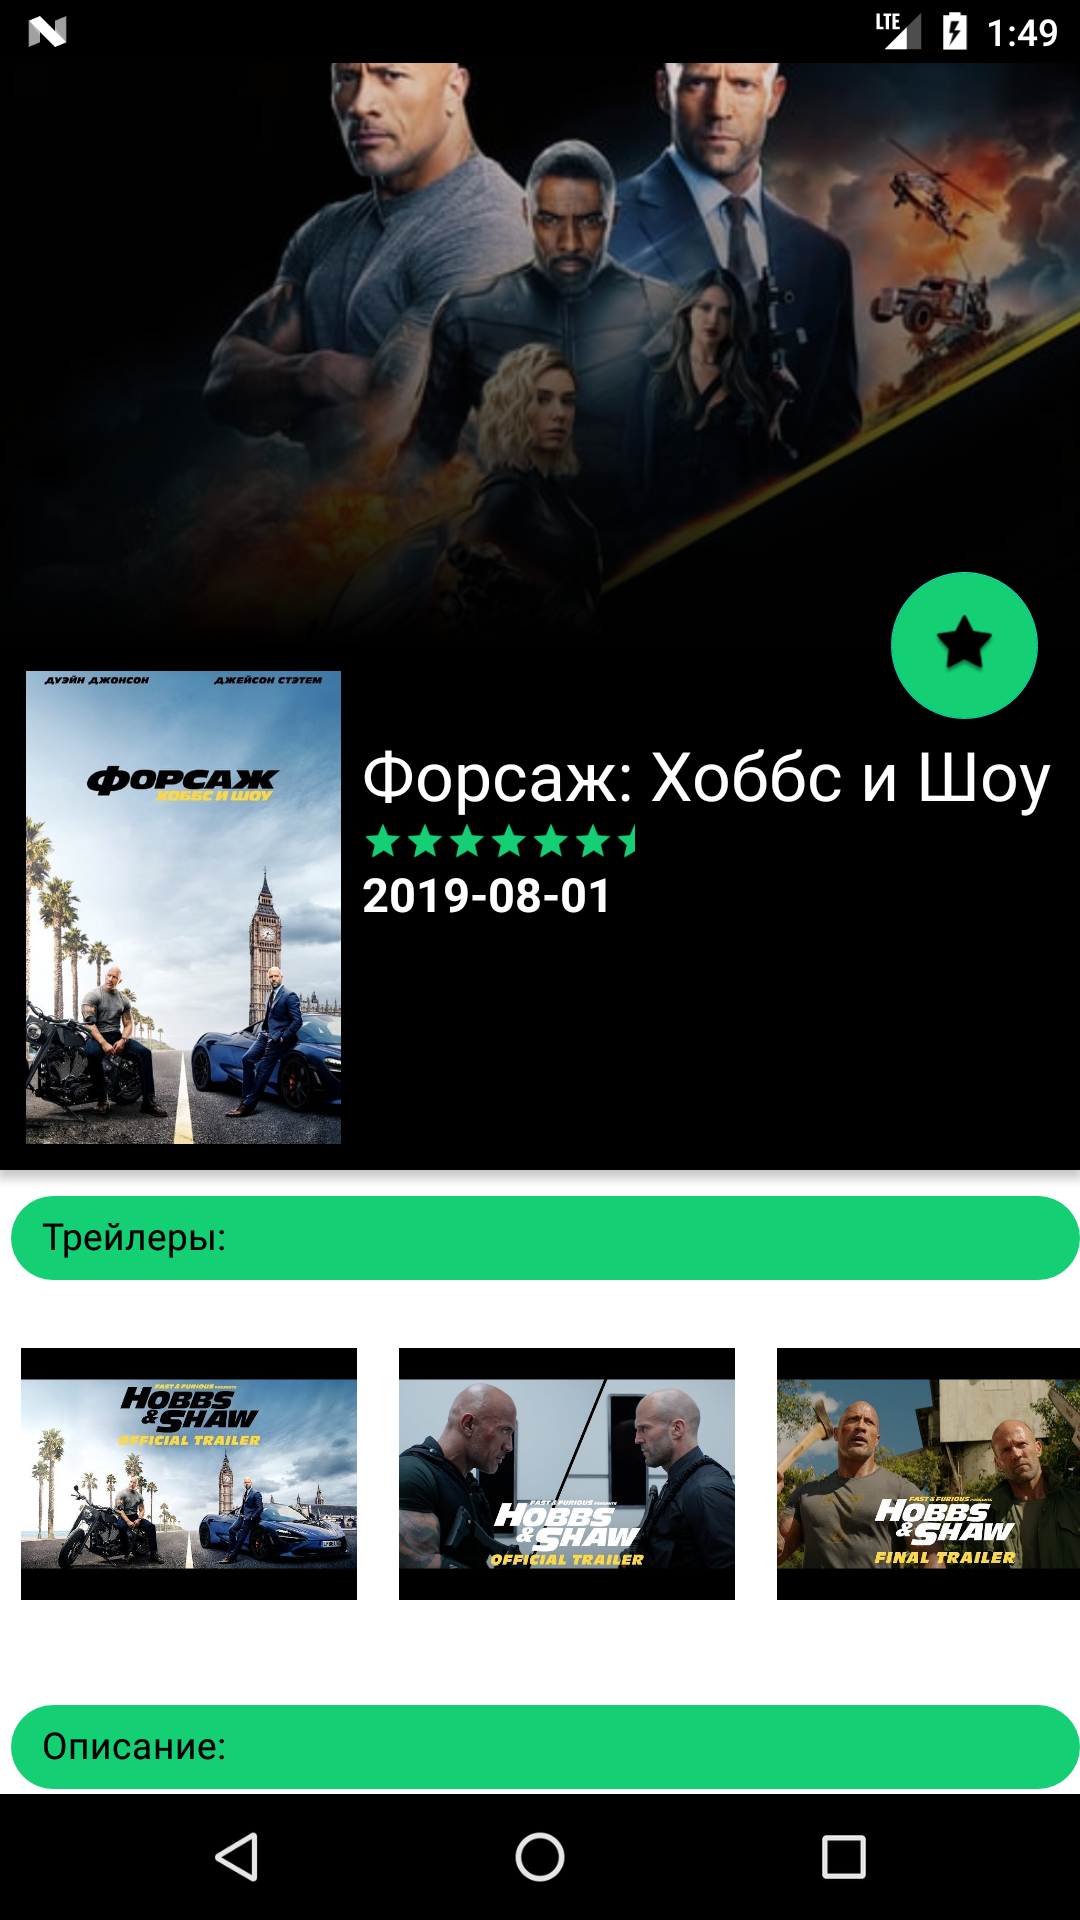 LTE 1:49
ДУЭЙН ДЖОНСОН ДЖЕЙСОН СТЭТЕМ
ФОРСАЖ
ХОББС И ШОУ
Форсаж: Хоббс и Шоу
2019-08-01
Трейлеры:
FAST & FURIOUS PRESENTS
HOBBS
& SHAW
OFFICIAL TRAILER
FAST & FURIOUS PRESENTS
HOBBS
& SHAW
OFFICIAL TRAILER
FAST & FURIOUS PRESENTS
HOBBS
& SHAW
FINAL TRAILER
Описание: